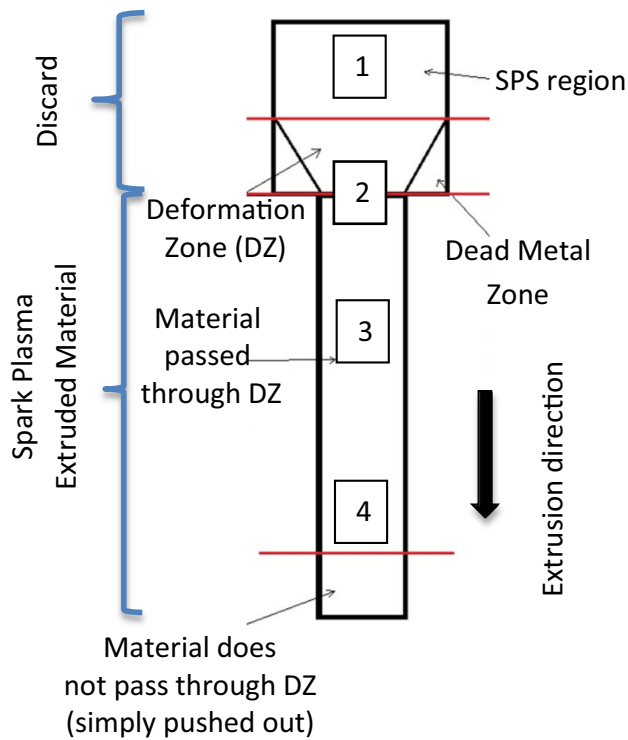 1
SPS region
Discard
2
Deformation
Zone (DZ)
Dead Metal
Zone
Spark Plasma
Extruded Material
Material
passed
through DZ
3
4
Extrusion direction
Material does
not pass through DZ
(simply pushed out)